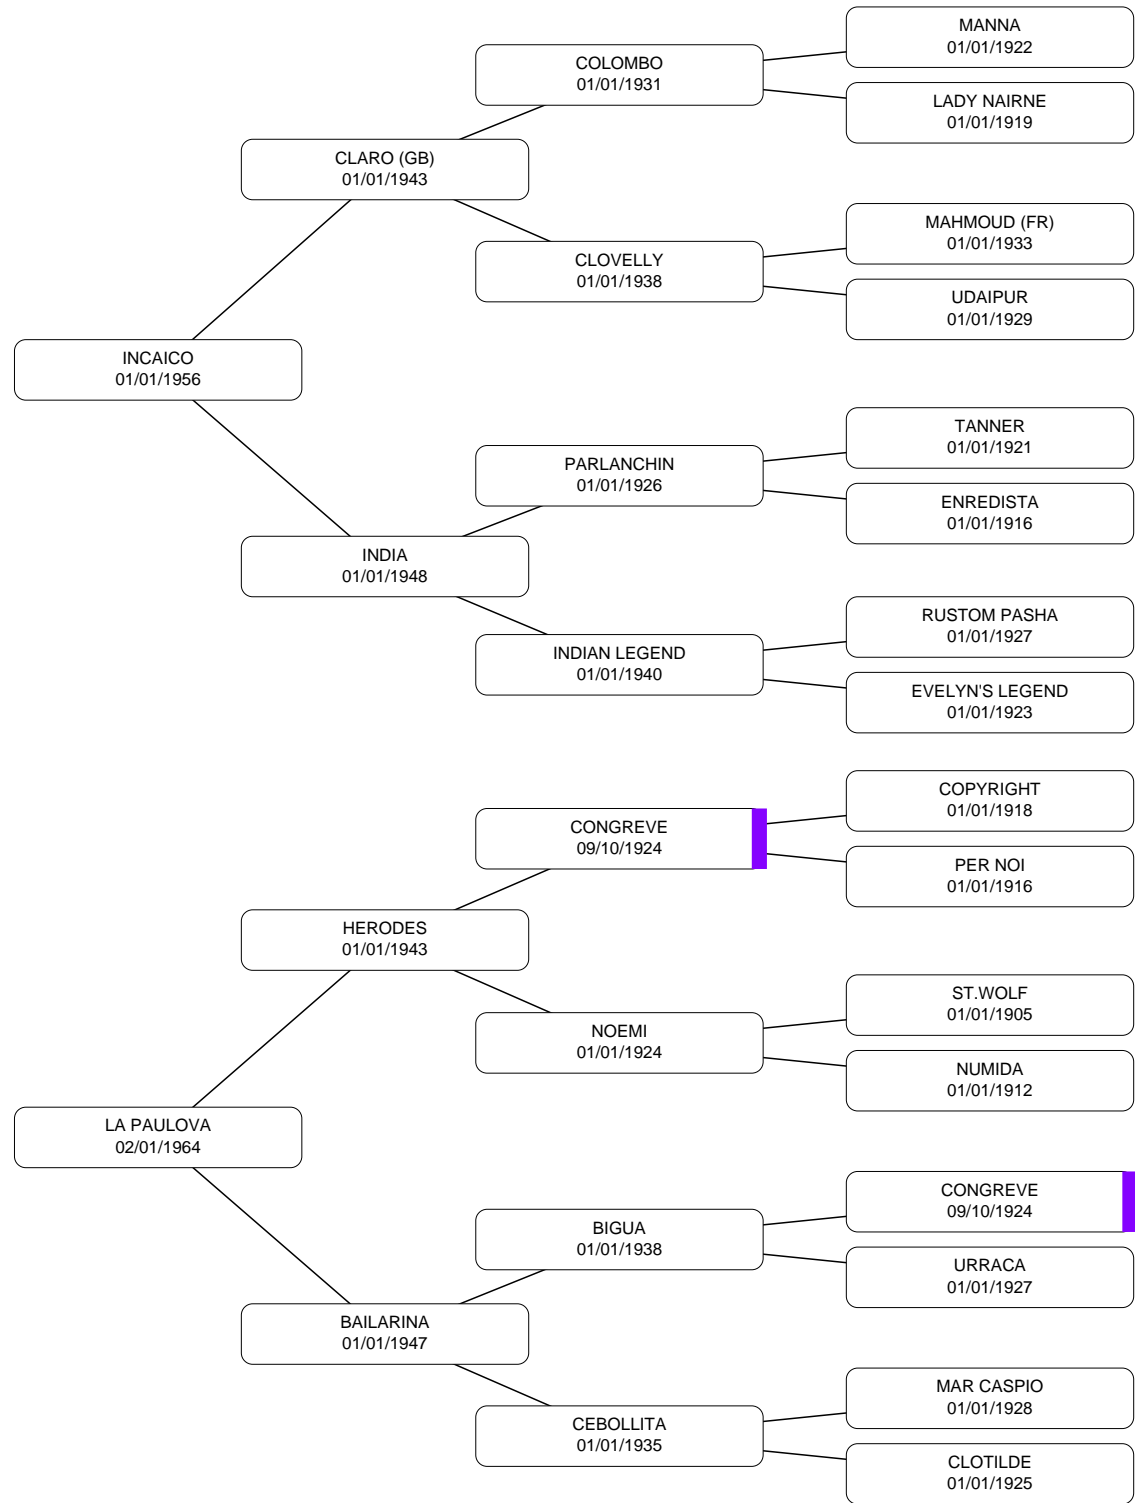 MANNA
01/01/1922
COLOMBO
01/01/1931
LADY NAIRNE
01/01/1919
CLARO (GB)
01/01/1943
MAHMOUD (FR)
01/01/1933
CLOVELLY
01/01/1938
UDAIPUR
01/01/1929
INCAICO
01/01/1956
TANNER
01/01/1921
PARLANCHIN
01/01/1926
ENREDISTA
01/01/1916
INDIA
01/01/1948
RUSTOM PASHA
01/01/1927
INDIAN LEGEND
01/01/1940
EVELYN'S LEGEND
01/01/1923
COPYRIGHT
01/01/1918
CONGREVE
09/10/1924
PER NOI
01/01/1916
HERODES
01/01/1943
ST.WOLF
01/01/1905
NOEMI
01/01/1924
NUMIDA
01/01/1912
LA PAULOVA
02/01/1964
CONGREVE
09/10/1924
BIGUA
01/01/1938
URRACA
01/01/1927
BAILARINA
01/01/1947
MAR CASPIO
01/01/1928
CEBOLLITA
01/01/1935
CLOTILDE
01/01/1925